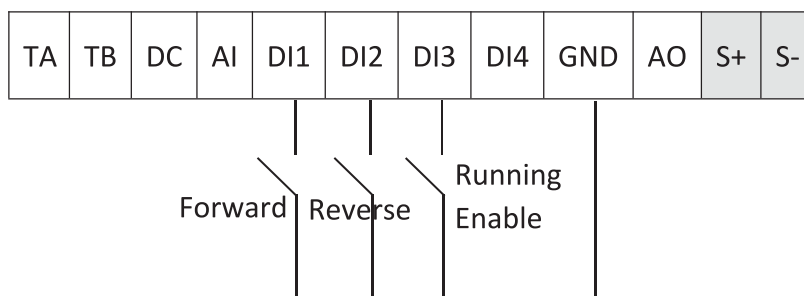 TA TB DC AI DI1 DI2 DI3 DI4 GND AO S+ S-
Forward Reverse Running
Enable